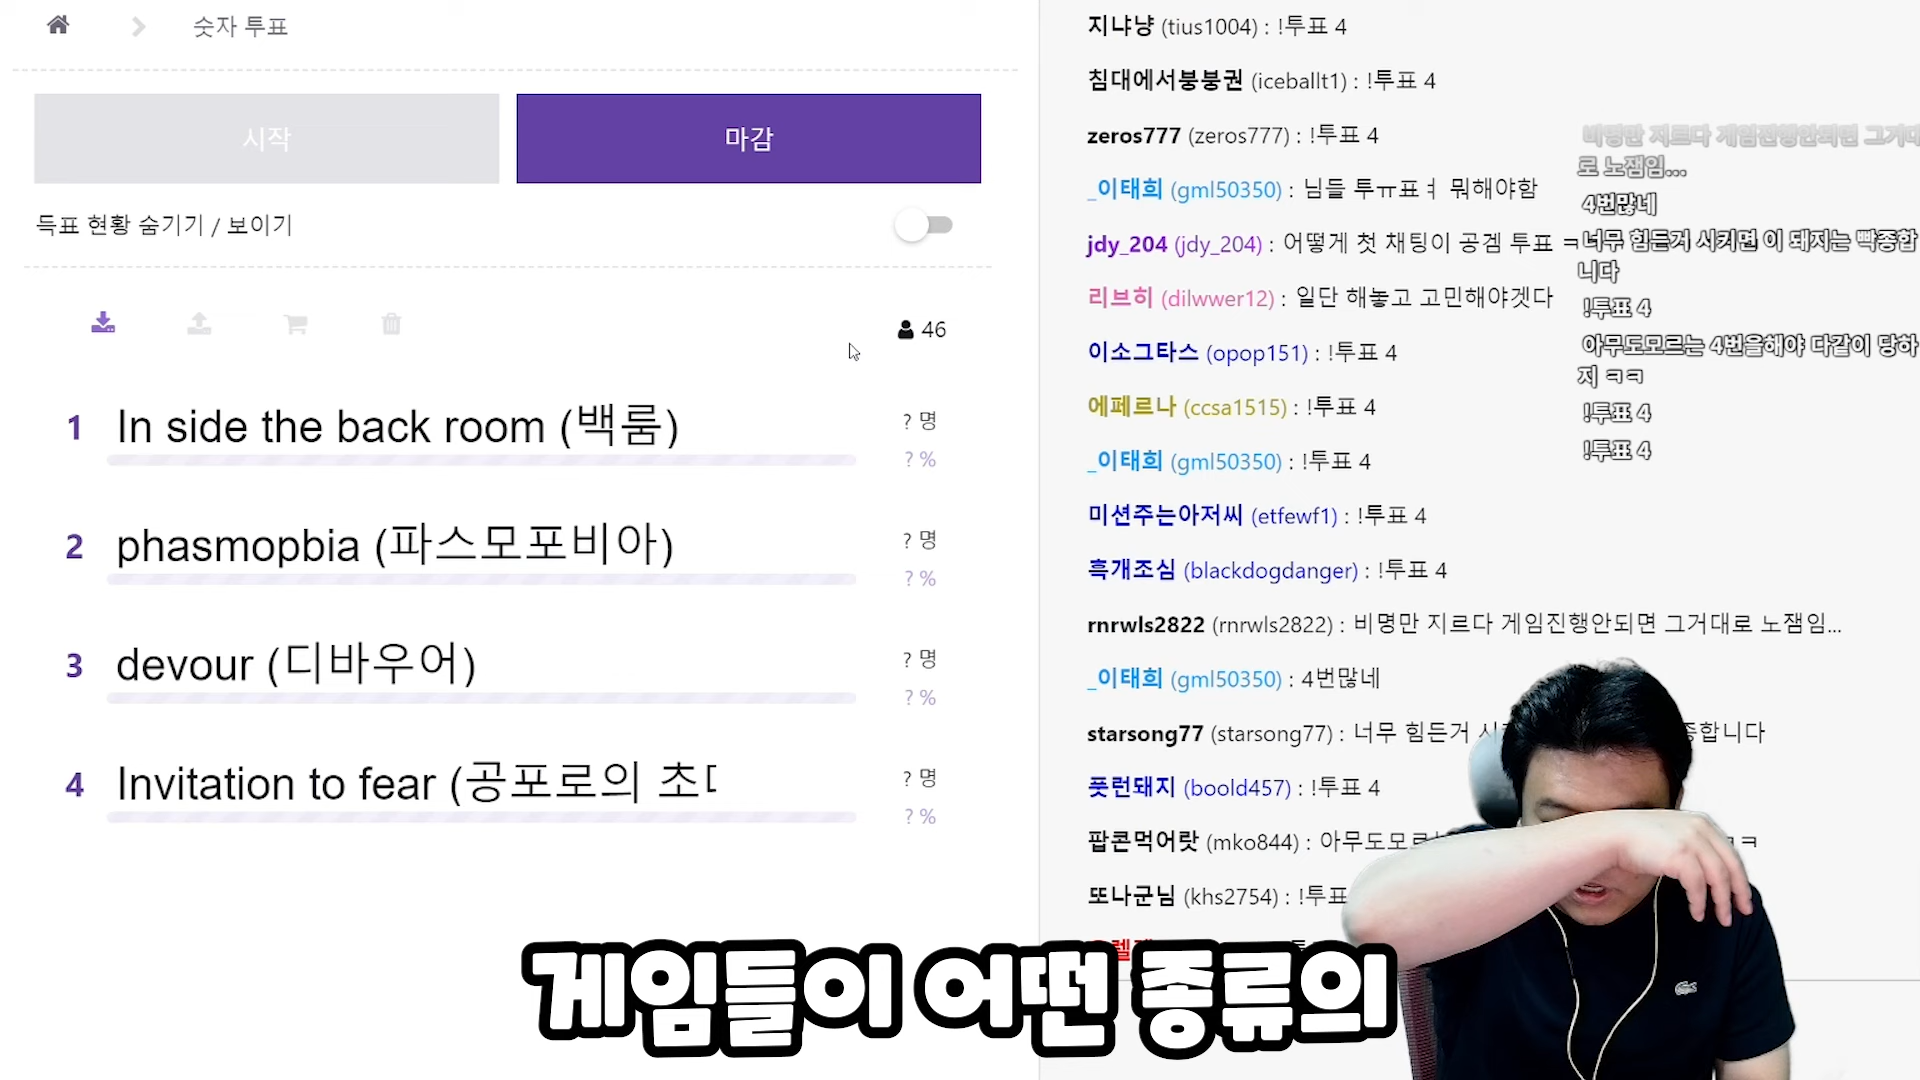 숫자 투표
시작
마감
득표 현황 숨기기 / 보이기
46
1 In side the back room (백룸)
? 명
? %
2 phasmopbia (파스모포비아)
? 명
? %
3 devour (디바우어)
? 명
? %
4 Invitation to fear (공포로의 초ㄷ
? 명
? %
지냐냥 (tius1004) : !투표 4
침대에서붕붕권 (iceballt1) : !투표 4
zeros777 (zeros777) : !투표 4
_이태희 (gml50350) : 님들 투ㅠ표ㅕ 뭐해야함
jdy_204 (jdy_204) : 어떻게 첫 채팅이 공겜 투표 ㅋ
리브히 (dilwwer12) : 일단 해놓고 고민해야겟다
이소그타스 (opop151) : !투표 4
에페르나 (ccsa1515) : !투표 4
_이태희 (gml50350) : !투표 4
미션주는아저씨 (etfewf1) : !투표 4
흑개조심 (blackdogdanger) : !투표 4
rnrwls2822 (rnrwls2822) : 비명만 지르다 게임진행안되면 그거대로 노잼임...
_이태희 (gml50350) : 4번많네
starsong77 (starsong77) : 너무 힘든거 종합니다
풋런돼지 (boold457) : !투표 4
팝콘먹어랏 (mko844) : 아무도모르 ㅋ
또나군님 (khs2754) : !투표
비명만 지르다 게임진행안되면 그거대
로 노잼임...
4번많네
너무 힘든거 시키면 이 돼지는 빡종합
니다
!투표 4
아무도모르는 4번을해야 다같이 당하
지 ㅋㅋ
!투표 4
!투표 4
게임들이 어떤 종류의